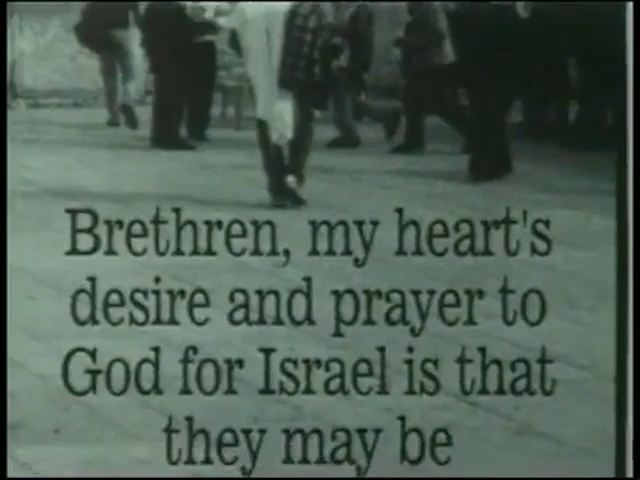 Brethren, my heart's
desire and prayer to
God for Israel is that
they may be